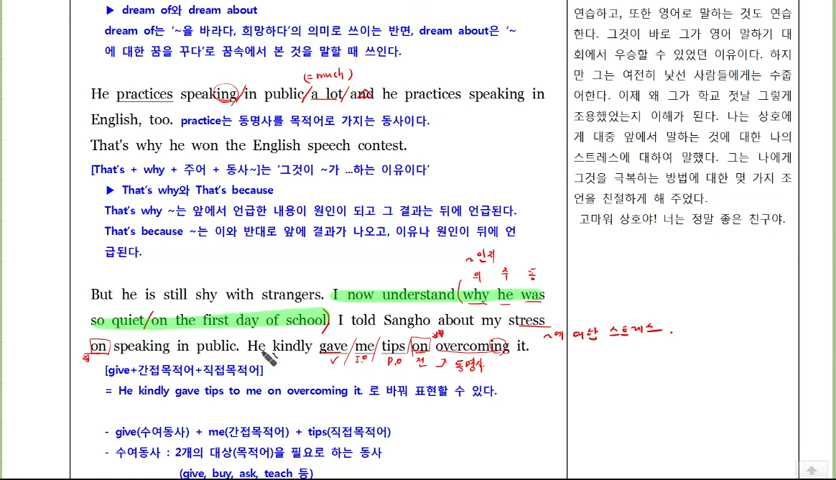 ▶ dream of와 dream about
dream of는 '~을 바라다, 희망하다'의 의미로 쓰이는 반면, dream about은 '~
에 대한 꿈을 꾸다'로 꿈속에서 본 것을 말할 때 쓰인다.
(=much)
He practices speaking in public a lot and he practices speaking in
English, too. practice는 동명사를 목적어로 가지는 동사이다.
That's why he won the English speech contest.
[That's + why + 주어 + 동사~]는 '그것이 ~가 ...하는 이유이다'
▶ That's why와 That's because
That's why ~는 앞에서 언급한 내용이 원인이 되고 그 결과는 뒤에 언급된다.
That's because ~는 이와 반대로 앞에 결과가 나오고, 이유나 원인이 뒤에 언
급된다.
~인지
의 주 동
But he is still shy with strangers. I now understand why he was
so quiet on the first day of school. I told Sangho about my stress
~에 대한 스트레스.
on speaking in public. He kindly gave me tips on overcoming it.
V I.O D.O 전 동명사
[give+간접목적어+직접목적어]
= He kindly gave tips to me on overcoming it. 로 바꿔 표현할 수 있다.
- give(수여동사) + me(간접목적어) + tips(직접목적어)
- 수여동사 : 2개의 대상(목적어)을 필요로 하는 동사
(give, buy, ask, teach 등)
연습하고, 또한 영어로 말하는 것도 연습
한다. 그것이 바로 그가 영어 말하기 대
회에서 우승할 수 있었던 이유이다. 하지
만 그는 여전히 낯선 사람들에게는 수줍
어한다. 이제 왜 그가 학교 첫날 그렇게
조용했었는지 이해가 된다. 나는 상호에
게 대중 앞에서 말하는 것에 대한 나의
스트레스에 대하여 말했다. 그는 나에게
그것을 극복하는 방법에 대한 몇 가지 조
언을 친절하게 해 주었다.
고마워 상호야! 너는 정말 좋은 친구야.